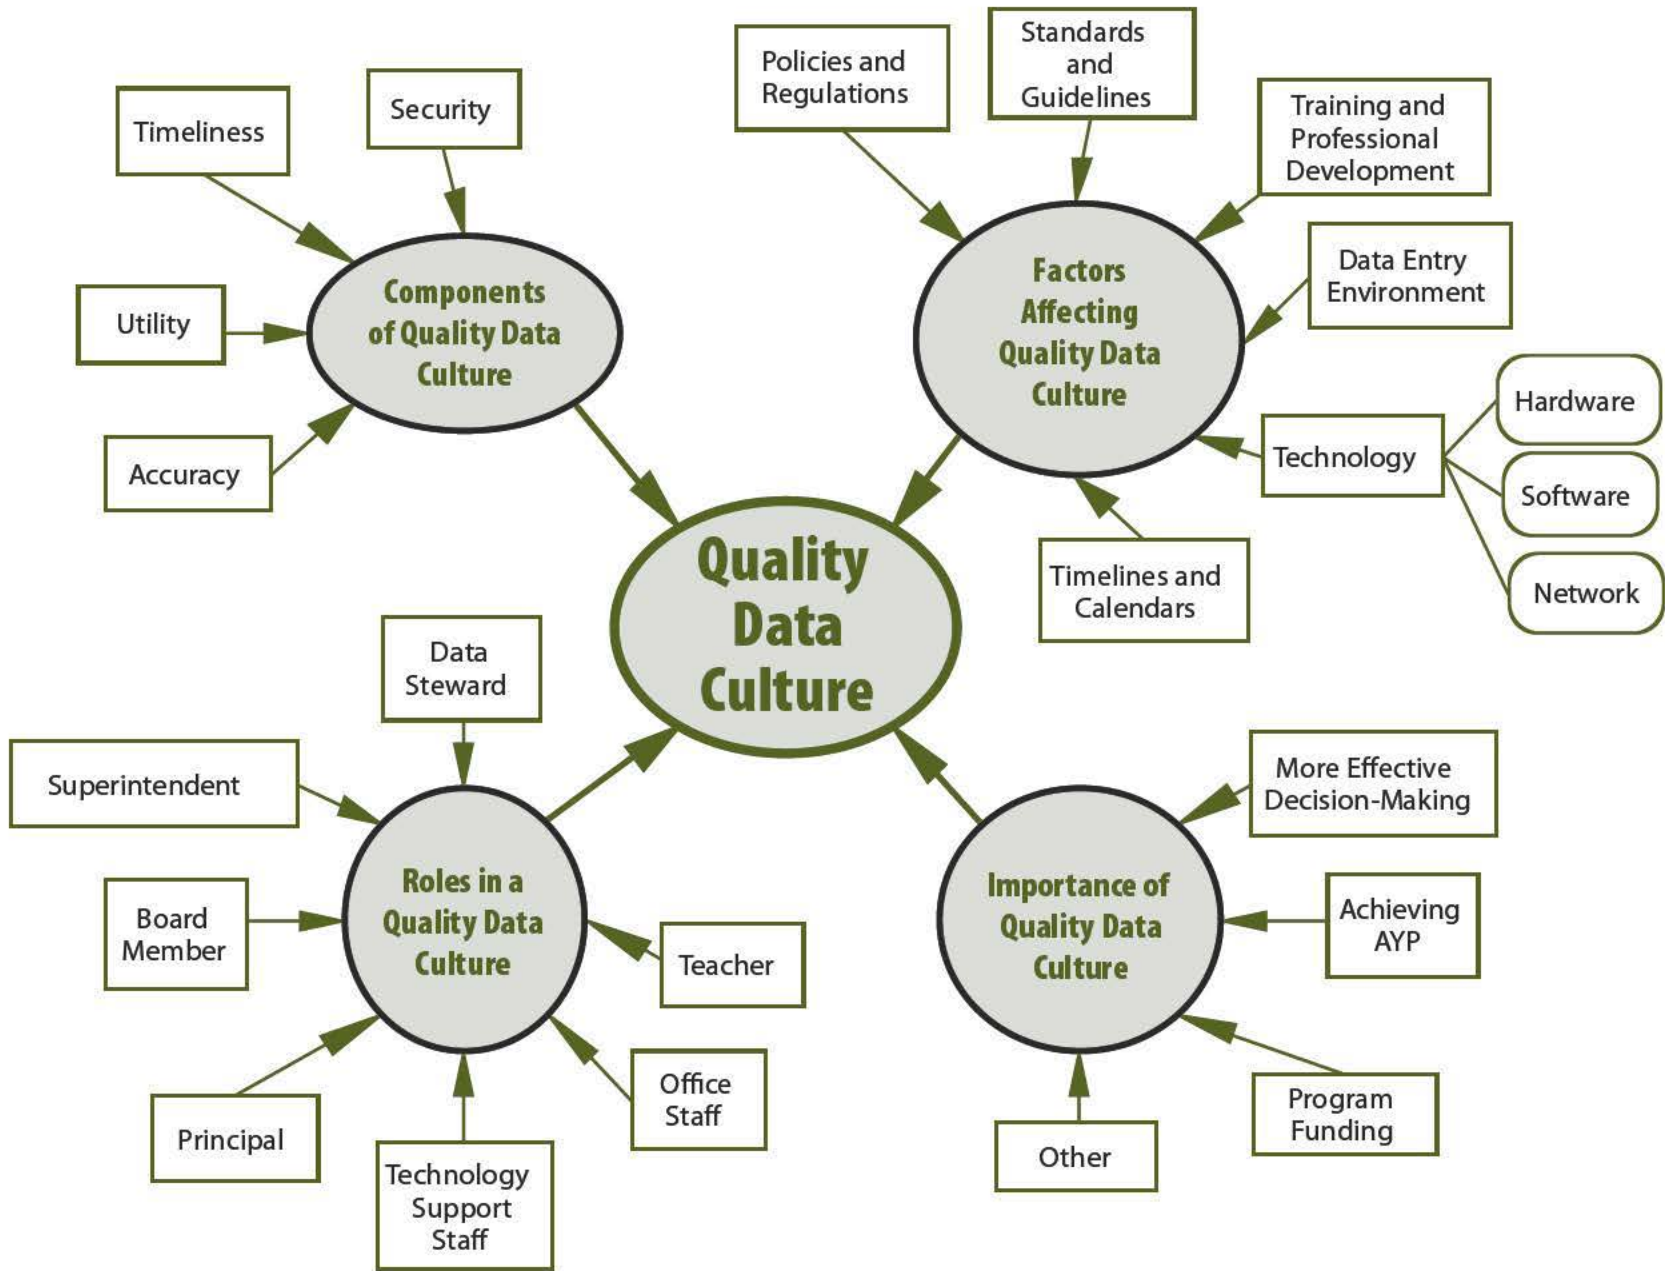 Timeliness
Security
Utility
Accuracy
Components
of Quality Data
Culture
Policies and
Regulations
Standards
and
Guidelines
Training and
Professional
Development
Data Entry
Environment
Factors
Affecting
Quality Data
Culture
Technology
Hardware
Software
Network
Timelines and
Calendars
Quality
Data
Culture
Data
Steward
Superintendent
Board
Member
Principal
Technology
Support
Staff
Office
Staff
Teacher
Roles in a
Quality Data
Culture
More Effective
Decision-Making
Achieving
AYP
Program
Funding
Other
Importance of
Quality Data
Culture